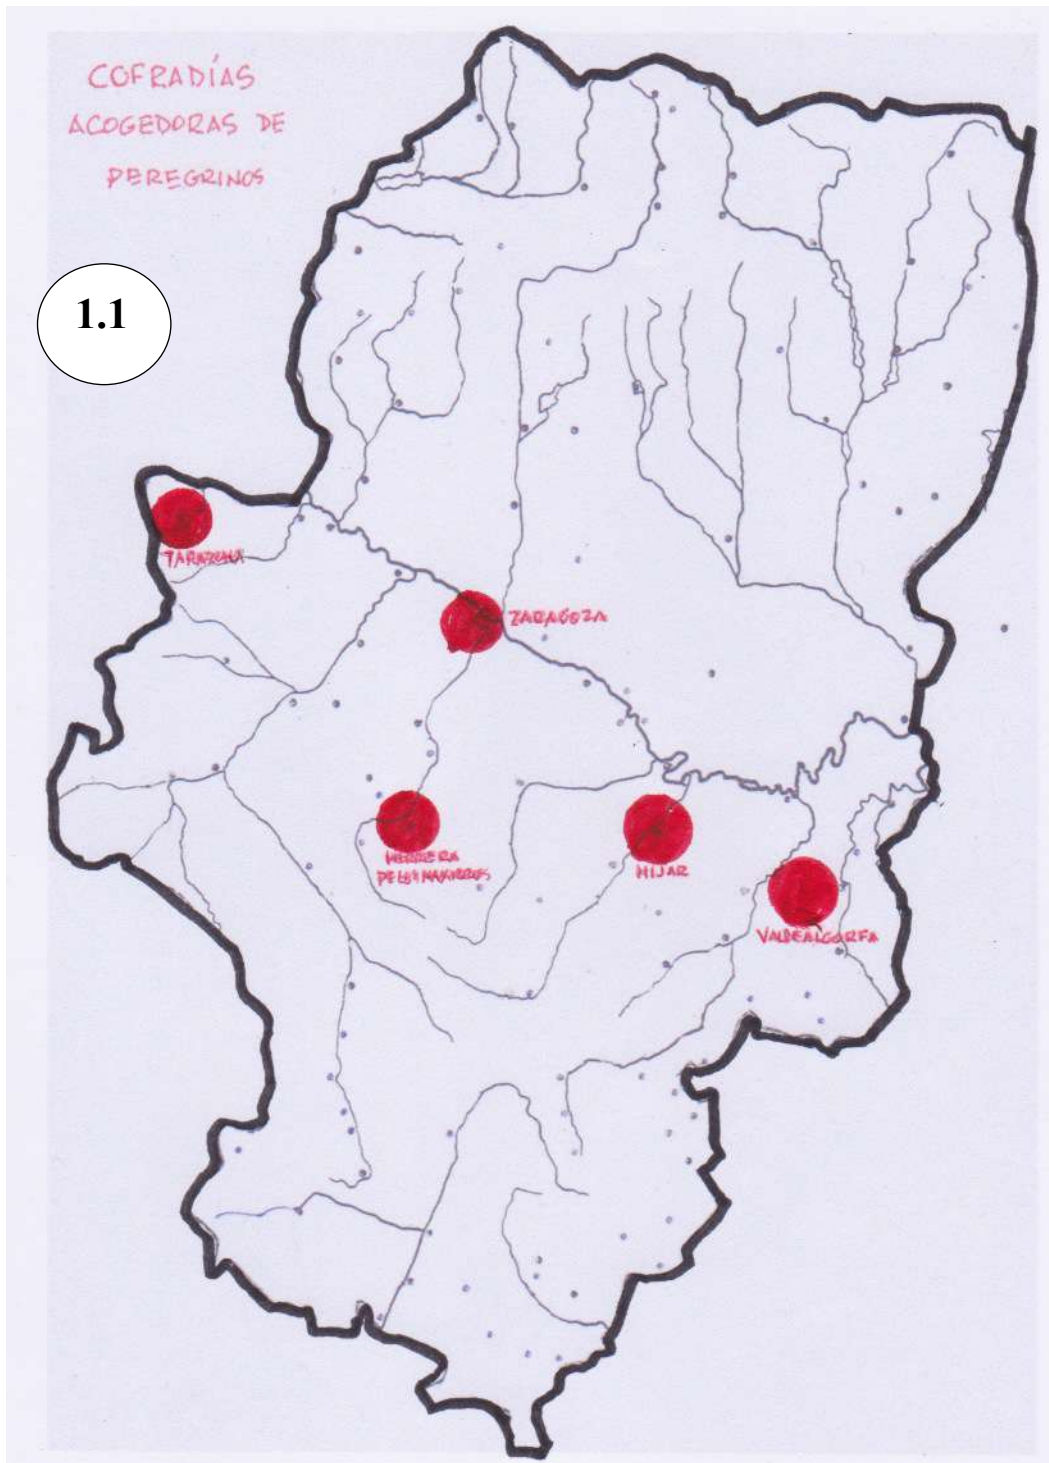 COFRADÍAS
ACOGEDORAS DE
PEREGRINOS
1.1
TARAZONA
ZARAGOZA
HERRERA
DE LOS NAVARROS
HIJAR
VALDEALGORFA